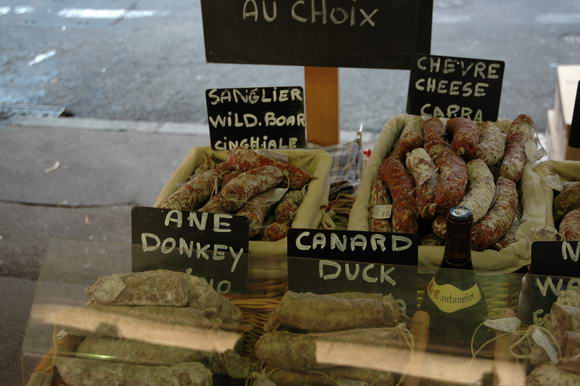 AU CHOIX
SANGLIER
WILD. BOAR
CINGHIALE
CHEVRE
CHEESE
CAPRA
ANE
DONKEY
CANARD
DUCK